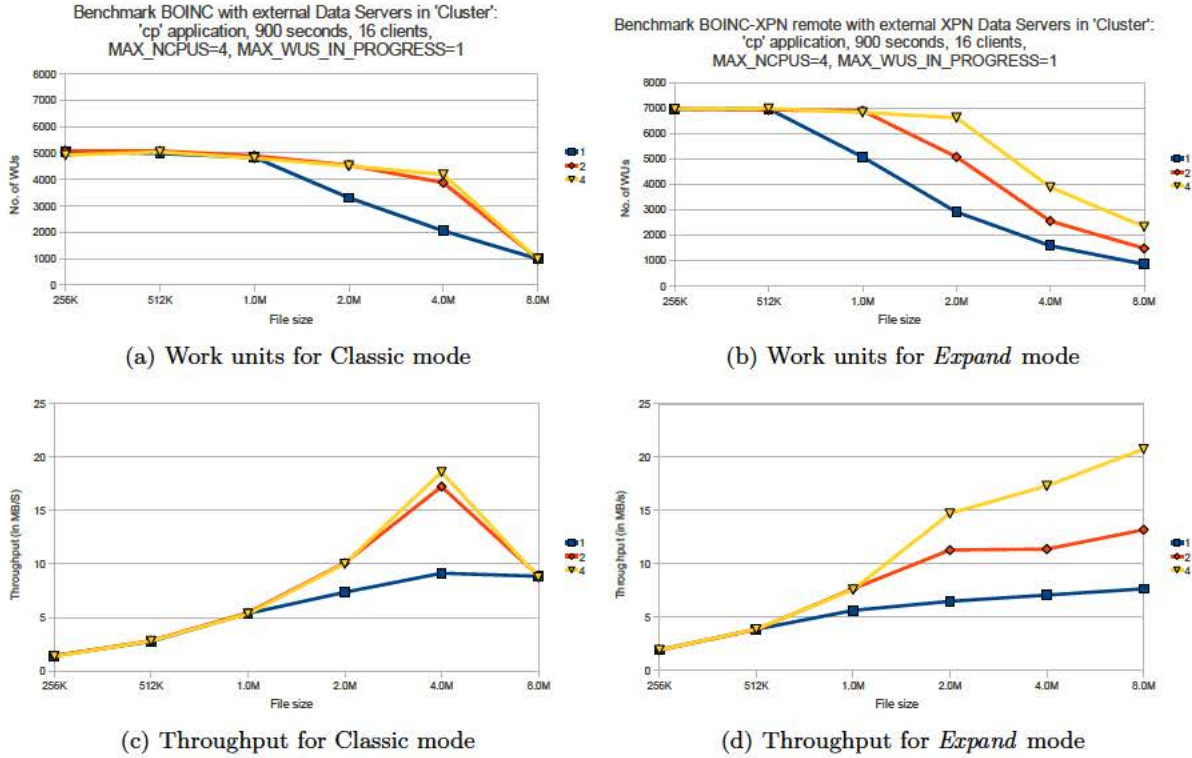 Benchmark BOINC with external Data Servers in 'Cluster':
'cp' application, 900 seconds, 16 clients,
MAX_NCPUS=4, MAX_WUS_IN_PROGRESS=1
8000
7000
6000
5000
4000
3000
2000
1000
0
No. of WUs
256K
512K
1.0M
2.0M
4.0M
8.0M
File size
1
2
4
(a) Work units for Classic mode
Benchmark BOINC-XPN remote with external XPN Data Servers in 'Cluster':
'cp' application, 900 seconds, 16 clients,
MAX_NCPUS=4, MAX_WUS_IN_PROGRESS=1
8000
7000
6000
5000
4000
3000
2000
1000
0
No. of WUs
256K
512K
1.0M
2.0M
4.0M
8.0M
File size
1
2
4
(b) Work units for Expand mode
25
20
15
10
5
0
Throughput (in MB/S)
256K
512K
1.0M
2.0M
4.0M
8.0M
File size
1
2
4
(c) Throughput for Classic mode
25
20
15
10
5
0
Throughput (in MB/s)
256K
512K
1.0M
2.0M
4.0M
8.0M
File size
1
2
4
(d) Throughput for Expand mode